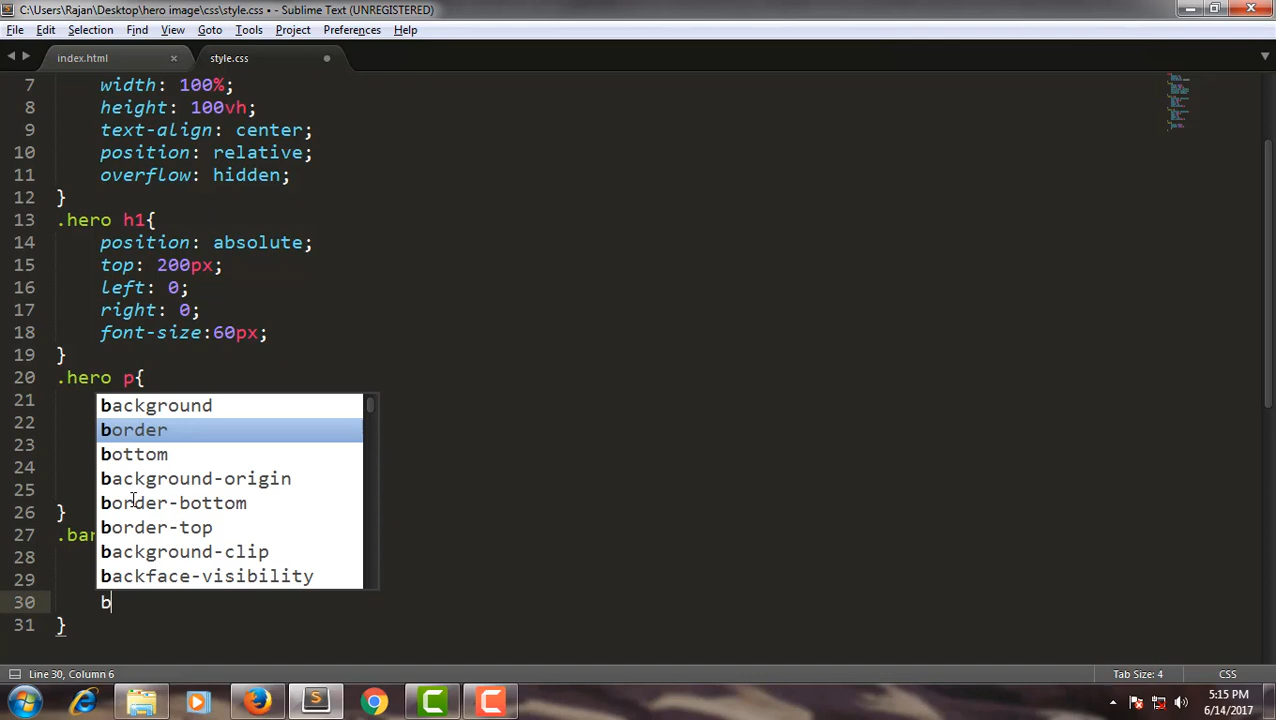 C:\Users\Rajan\Desktop\hero image\css\style.css • - Sublime Text (UNREGISTERED)
File Edit Selection Find View Goto Tools Project Preferences Help
index.html × style.css
7 width: 100%;
8 height: 100vh;
9 text-align: center;
10 position: relative;
11 overflow: hidden;
12 }
13 .hero h1{
14 position: absolute;
15 top: 200px;
16 left: 0;
17 right: 0;
18 font-size:60px;
19 }
20 .hero p{
21 background
22 border
23 bottom
24 background-origin
25 border-bottom
26 }
27 .bar border-top
28 background-clip
29 backface-visibility
30 b
31 }
Line 30, Column 6 Tab Size: 4 CSS
5:15 PM
6/14/2017